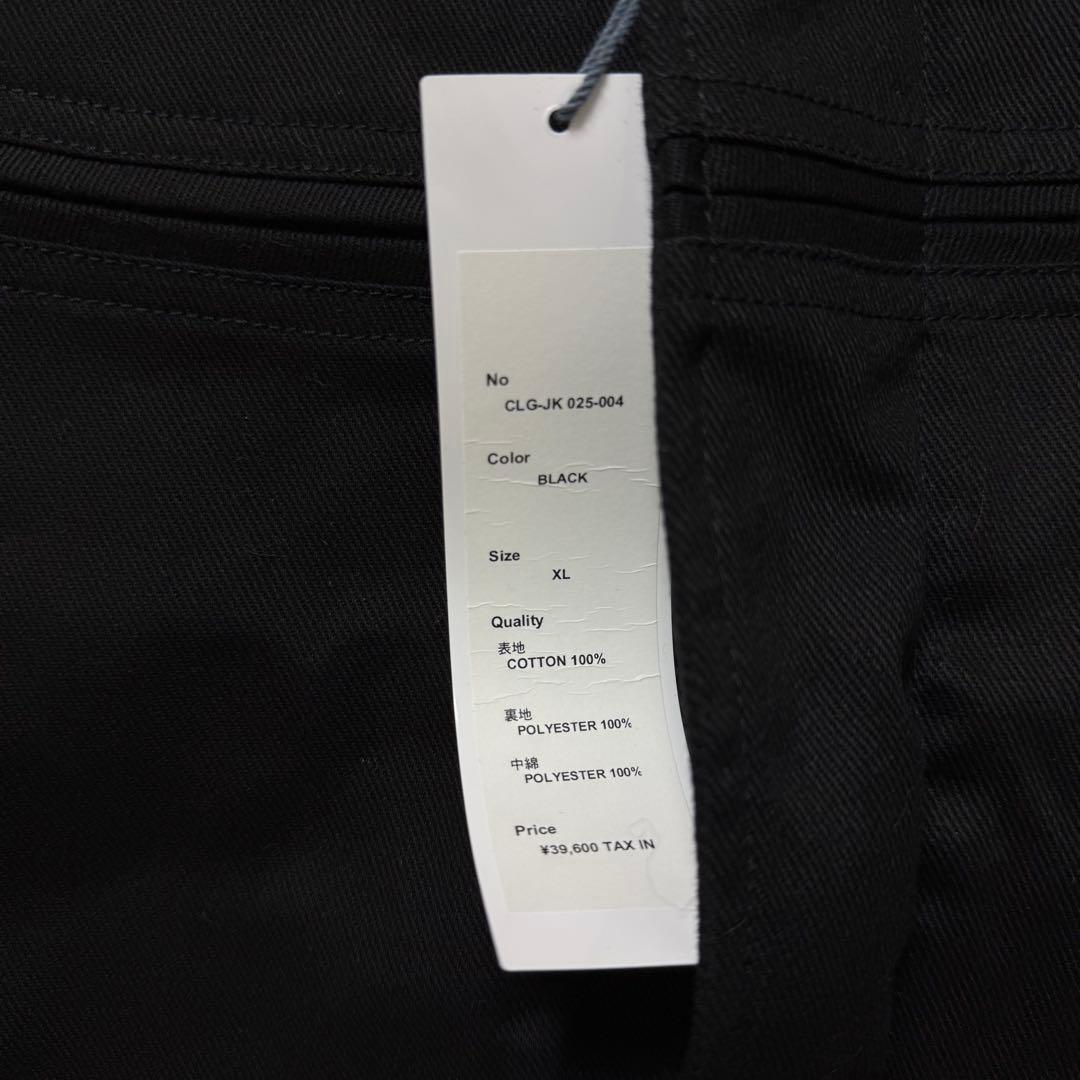 No
CLG-JK 025-004
Color
BLACK
Size
XL
Quality
表地
COTTON 100%
裏地
POLYESTER 100%
中綿
POLYESTER 100%
Price
¥39,600 TAX IN